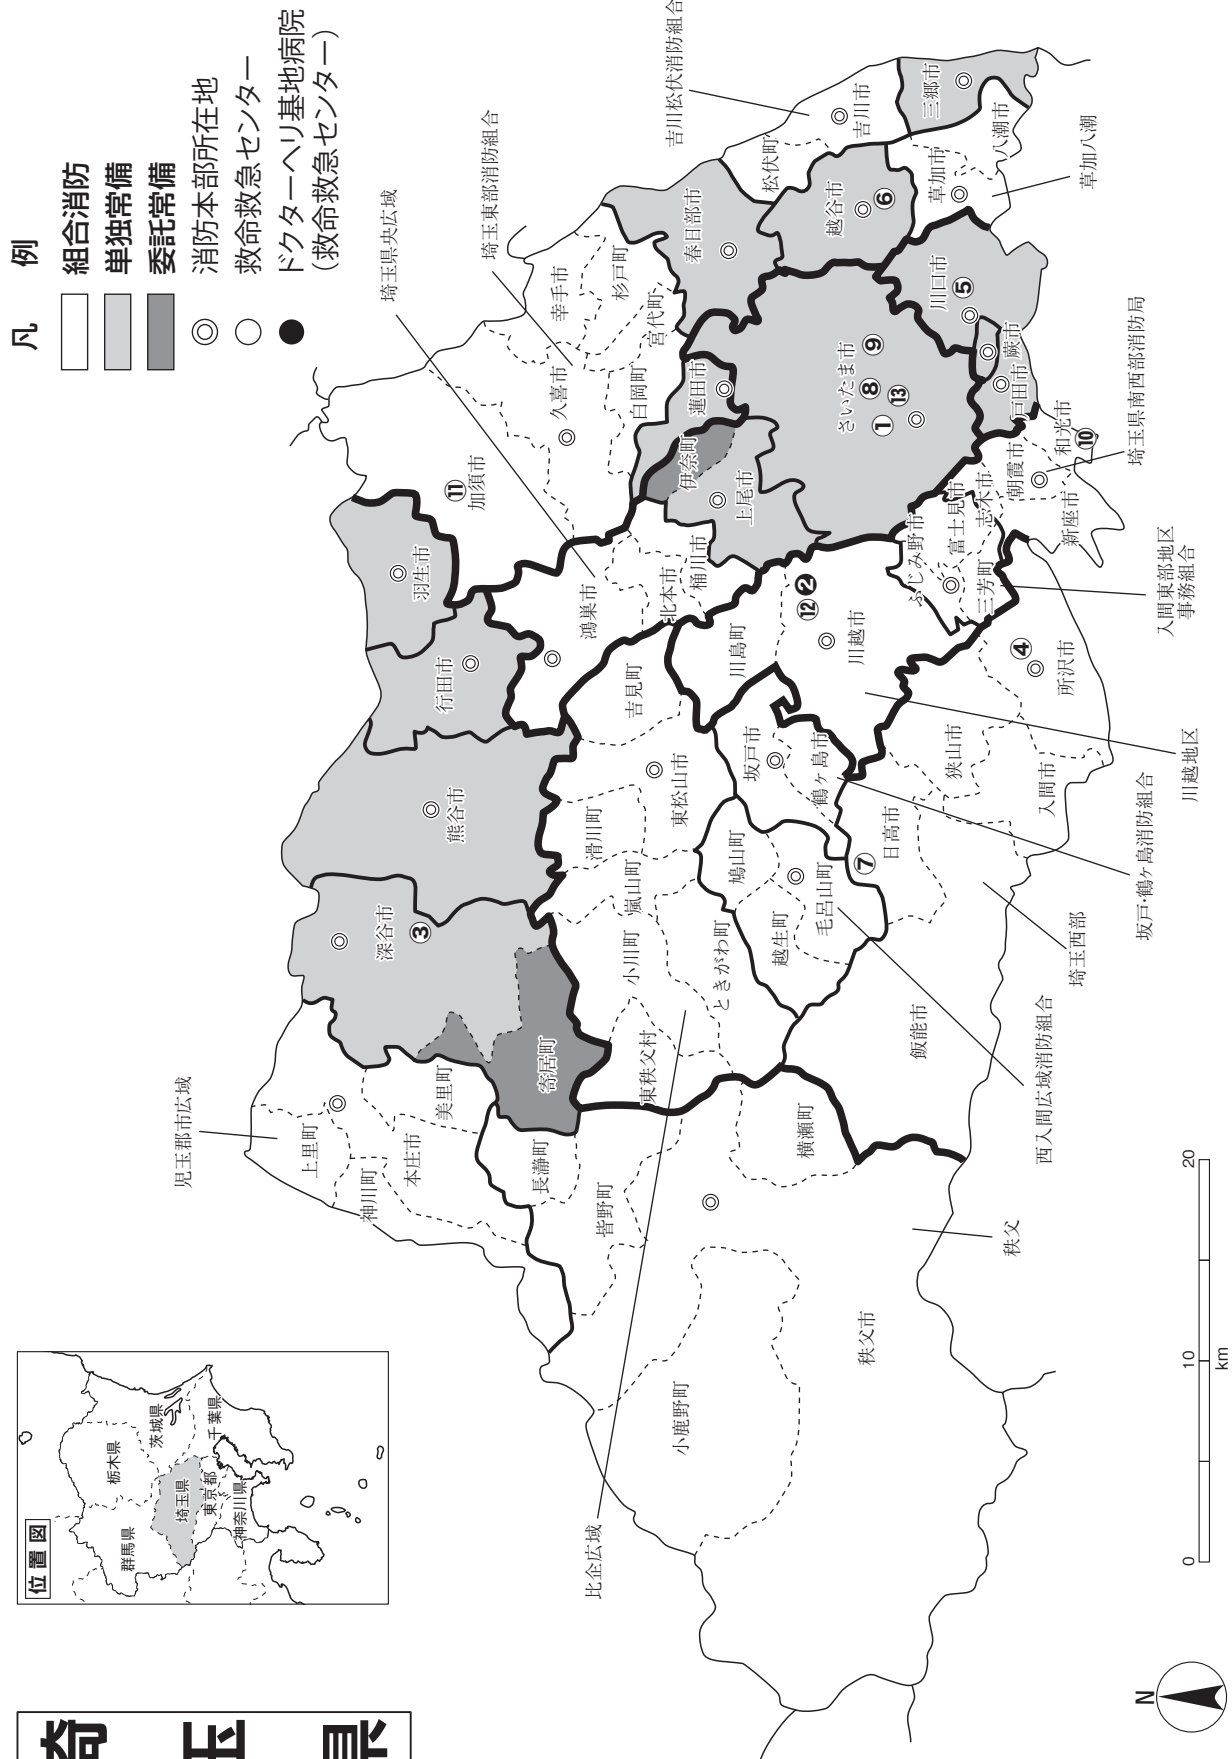 埼玉県
位置図
群馬県
栃木県
茨城県
埼玉県
東京都
千葉県
神奈川県
凡 例
組合消防
単独常備
委託常備
消防本部所在地
救命救急センター
ドクターヘリ基地病院
(救命救急センター)
児玉郡市広域
上里町
神川町
本庄市
美里町
深谷市
③
寄居町
熊谷市
行田市
羽生市
⑪
加須市
埼玉県央広域
埼玉東部消防組合
久喜市
幸手市
杉戸町
宮代町
白岡町
蓮田市
伊奈町
上尾市
桶川市
北本市
鴻巣市
吉川松伏消防組合
春日部市
松伏町
吉川市
三郷市
越谷市
⑥
草加市
八潮市
草加八潮
川口市
⑤
蕨市
戸田市
さいたま市
①
⑧
⑨
⑬
和光市
⑩
朝霞市
志木市
新座市
埼玉県南西部消防局
富士見市
ふじみ野市
三芳町
入間東部地区
事務組合
❷
⑫
川越市
川島町
川越地区
④
所沢市
狭山市
入間市
日高市
飯能市
埼玉西部
坂戸市
鶴ヶ島市
坂戸・鶴ヶ島消防組合
⑦
毛呂山町
越生町
鳩山町
西入間広域消防組合
吉見町
東松山市
滑川町
嵐山町
小川町
ときがわ町
東秩父村
比企広域
長瀞町
皆野町
横瀬町
小鹿野町
秩父市
秩父
0 10 20
km
N